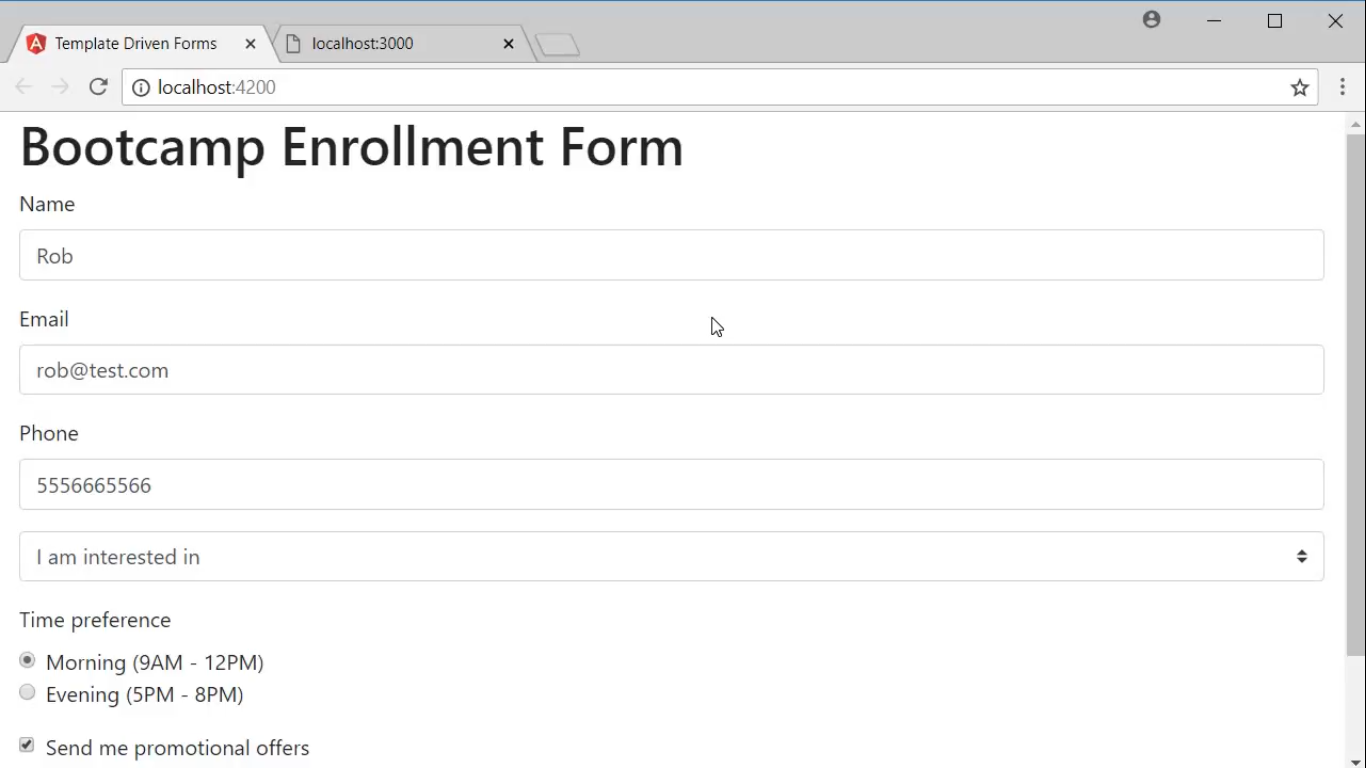 Template Driven Forms
localhost:3000
localhost:4200
Bootcamp Enrollment Form
Name
Rob
Email
rob@test.com
Phone
5556665566
I am interested in
Time preference
Morning (9AM - 12PM)
Evening (5PM - 8PM)
Send me promotional offers